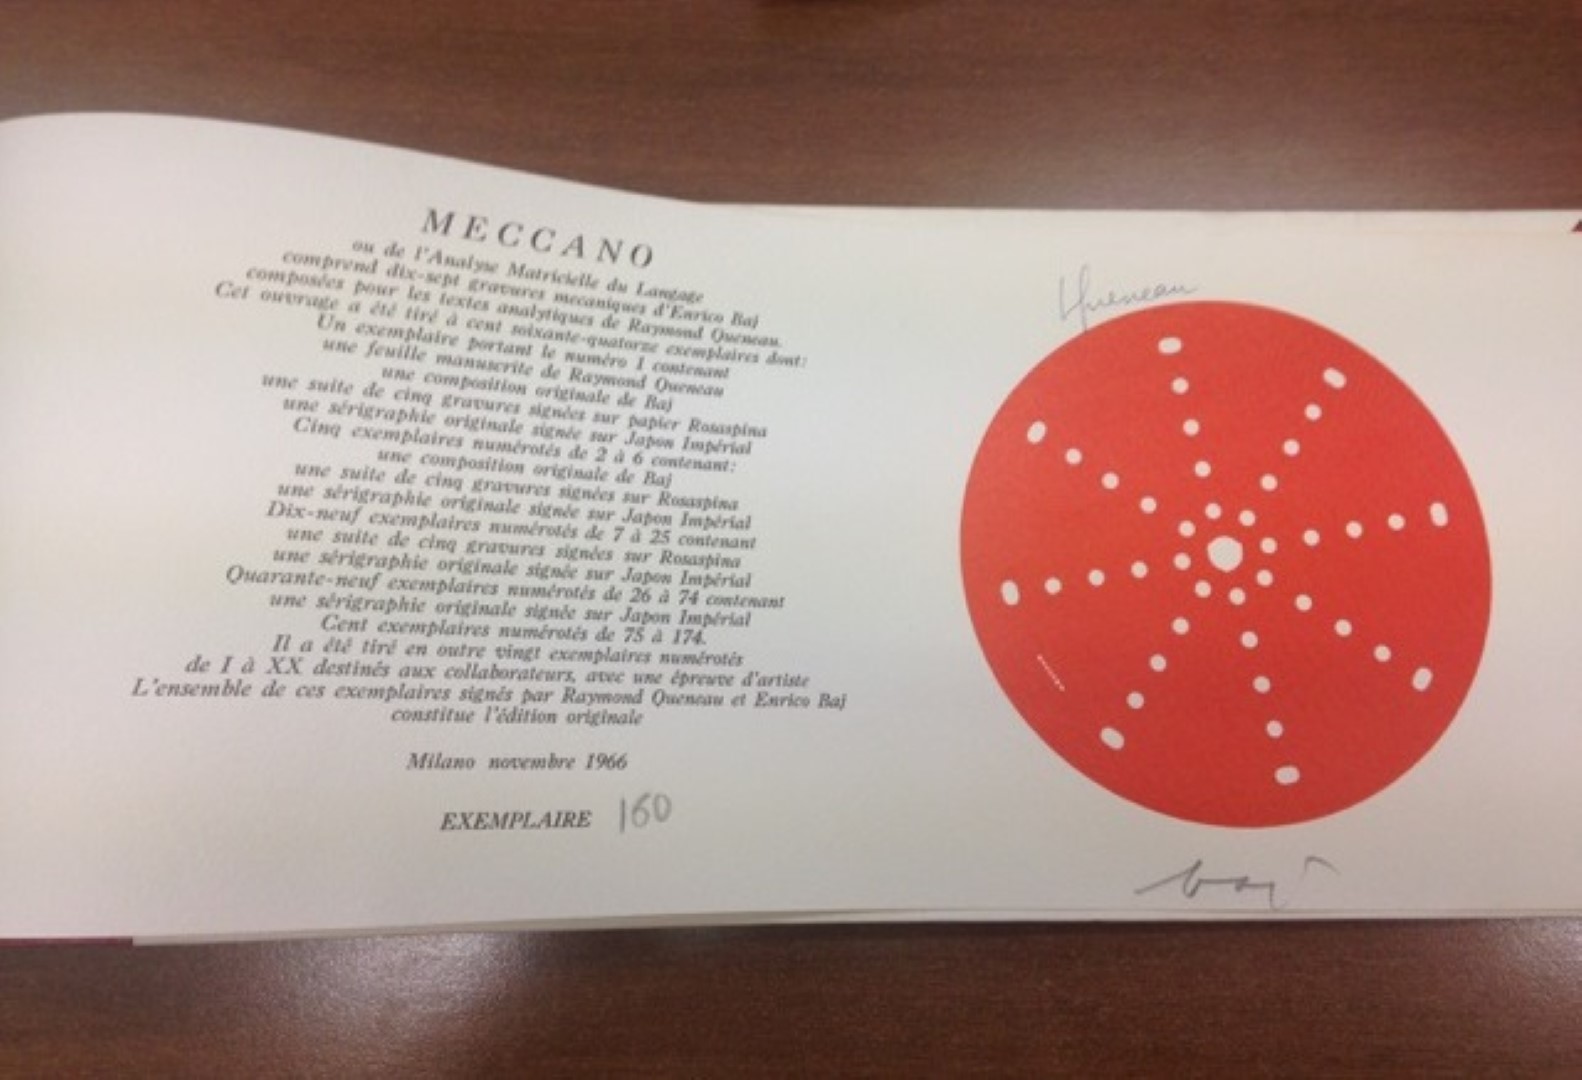 MECCANO
ou de l'Analyse Matricielle du Langage
comprend dix-sept gravures mecaniques d'Enrico Baj
composées pour les textes analytiques de Raymond Queneau.
Cet ouvrage a été tiré à cent soixante-quatorze exemplaires dont:
Un exemplaire portant le numéro 1 contenant
une feuille manuscrite de Raymond Queneau
une composition originale de Baj
une suite de cinq gravures signées sur papier Rosaspina
une sérigraphie originale signée sur Japon Impérial
Cinq exemplaires numérotés de 2 à 6 contenant:
une composition originale de Baj
une suite de cinq gravures signées sur Rosaspina
une sérigraphie originale signée sur Japon Impérial
Dix-neuf exemplaires numérotés de 7 à 25 contenant
une suite de cinq gravures signées sur Rosaspina
une sérigraphie originale signée sur Japon Impérial
Quarante-neuf exemplaires numérotés de 26 à 74 contenant
une sérigraphie originale signée sur Japon Impérial
Cent exemplaires numérotés de 75 à 174.
Il a été tiré en outre vingt exemplaires numérotés
de I à XX destinés aux collaborateurs, avec une épreuve d'artiste
L'ensemble de ces exemplaires signés par Raymond Queneau et Enrico Baj
constitue l'édition originale
Milano novembre 1966
EXEMPLAIRE 160
Queneau
baj